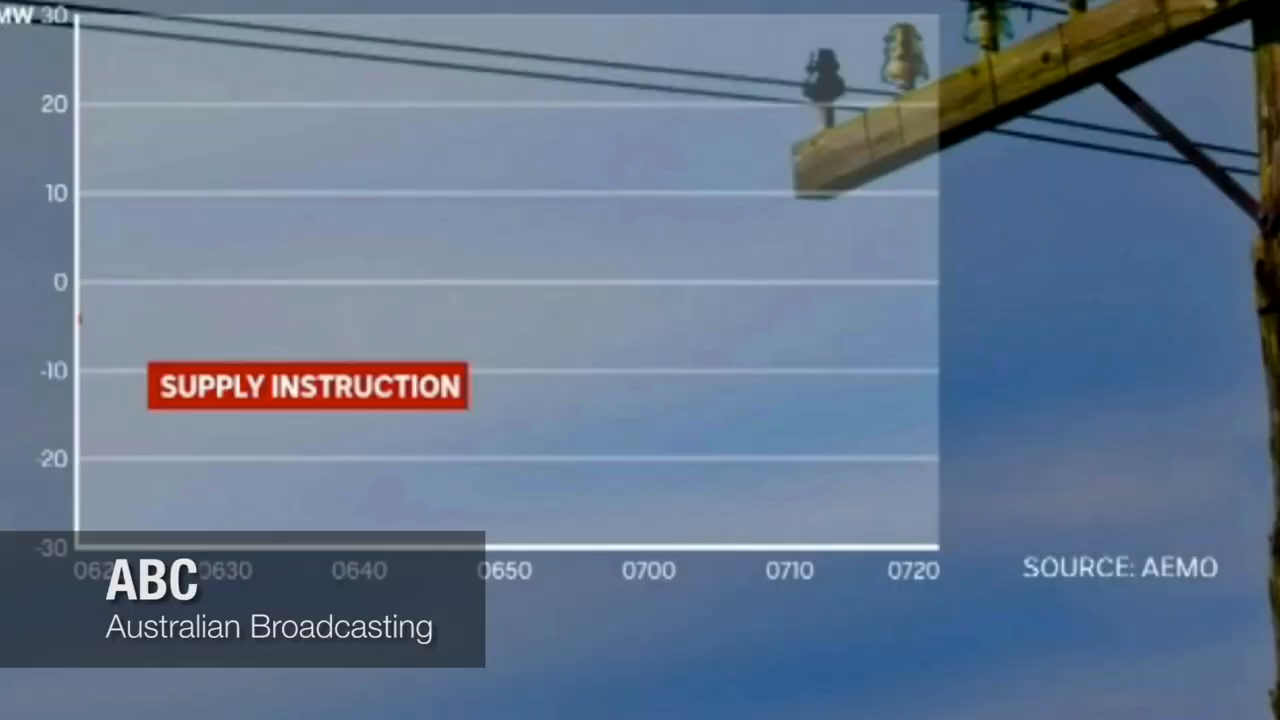 MW 30
20
10
0
-10
SUPPLY INSTRUCTION
-20
-30
0630 0640 0650 0700 0710 0720
SOURCE: AEMO
ABC
Australian Broadcasting